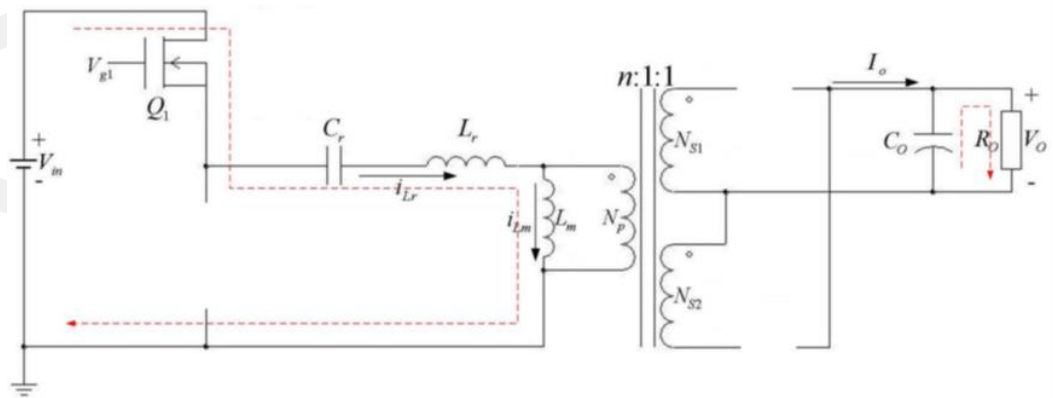 V_g1
Q_1
+
V_in
-
C_r
L_r
i_Lr
i_Lm
L_m
N_p
n:1:1
N_S1
N_S2
I_o
C_O
R_O
+
V_O
-